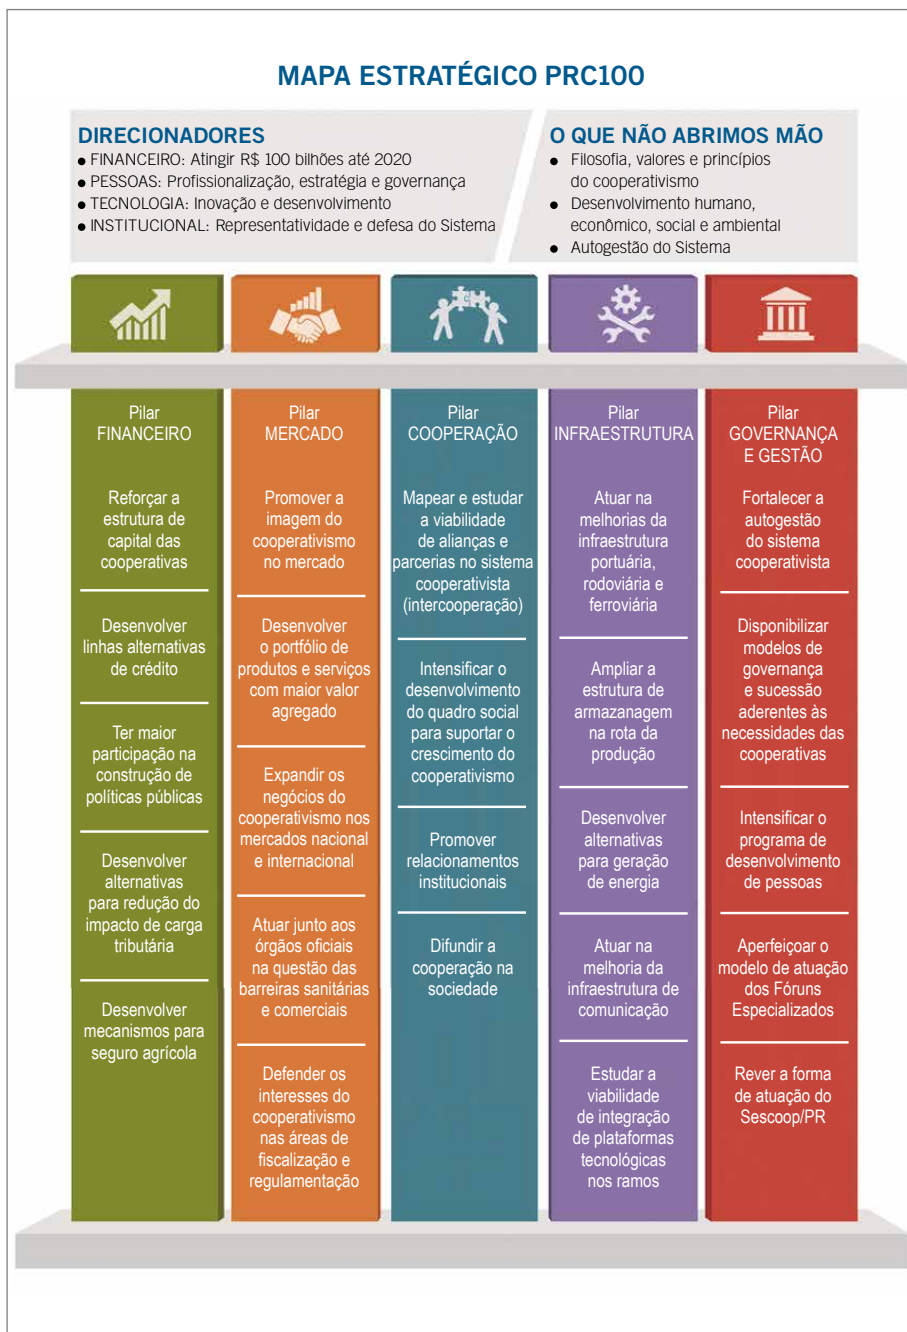 MAPA ESTRATÉGICO PRC100
DIRECIONADORES
● FINANCEIRO: Atingir R$ 100 bilhões até 2020
● PESSOAS: Profissionalização, estratégia e governança
● TECNOLOGIA: Inovação e desenvolvimento
● INSTITUCIONAL: Representatividade e defesa do Sistema
O QUE NÃO ABRIMOS MÃO
● Filosofia, valores e princípios
do cooperativismo
● Desenvolvimento humano,
econômico, social e ambiental
● Autogestão do Sistema
Pilar
FINANCEIRO
Reforçar a
estrutura de
capital das
cooperativas
Desenvolver
linhas alternativas
de crédito
Ter maior
participação na
construção de
políticas públicas
Desenvolver
alternativas
para redução do
impacto de carga
tributária
Desenvolver
mecanismos para
seguro agrícola
Pilar
MERCADO
Promover a
imagem do
cooperativismo
no mercado
Desenvolver
o portfólio de
produtos e serviços
com maior valor
agregado
Expandir os
negócios do
cooperativismo nos
mercados nacional
e internacional
Atuar junto aos
órgãos oficiais
na questão das
barreiras sanitárias
e comerciais
Defender os
interesses do
cooperativismo
nas áreas de
fiscalização e
regulamentação
Pilar
COOPERAÇÃO
Mapear e estudar
a viabilidade
de alianças e
parcerias no sistema
cooperativista
(intercooperação)
Intensificar o
desenvolvimento
do quadro social
para suportar o
crescimento do
cooperativismo
Promover
relacionamentos
institucionais
Difundir a
cooperação na
sociedade
Pilar
INFRAESTRUTURA
Atuar na
melhorias da
infraestrutura
portuária,
rodoviária e
ferroviária
Ampliar a
estrutura de
armazanagem
na rota da
produção
Desenvolver
alternativas
para geração
de energia
Atuar na
melhoria da
infraestrutura de
comunicação
Estudar a
viabilidade
de integração
de plataformas
tecnológicas
nos ramos
Pilar
GOVERNANÇA
E GESTÃO
Fortalecer a
autogestão
do sistema
cooperativista
Disponibilizar
modelos de
governança
e sucessão
aderentes às
necessidades das
cooperativas
Intensificar o
programa de
desenvolvimento
de pessoas
Aperfeiçoar o
modelo de atuação
dos Fóruns
Especializados
Rever a forma
de atuação do
Sescoop/PR